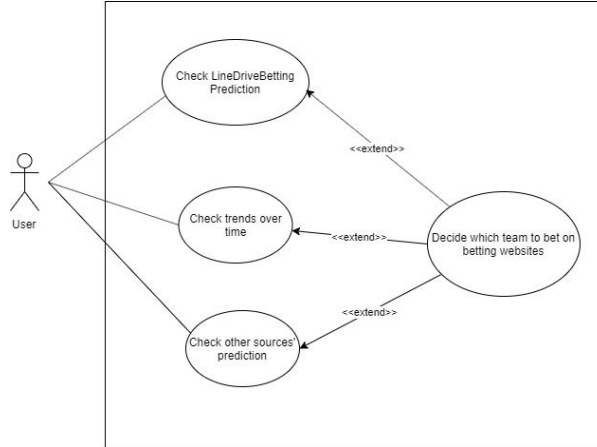 Check LineDriveBetting
Prediction
<<extend>>
User
Check trends over
time
<<extend>>
Decide which team to bet on
betting websites
<<extend>>
Check other sources'
prediction